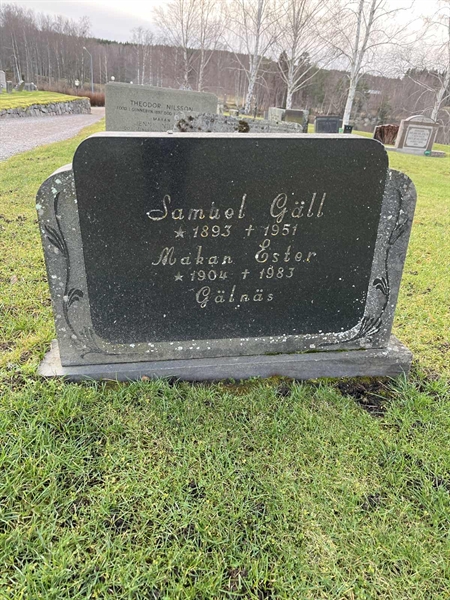 THEODOR NILSSON
Samuel Gäll
* 1893 + 1951
Makan Ester
* 1904 + 1983
Gälnäs